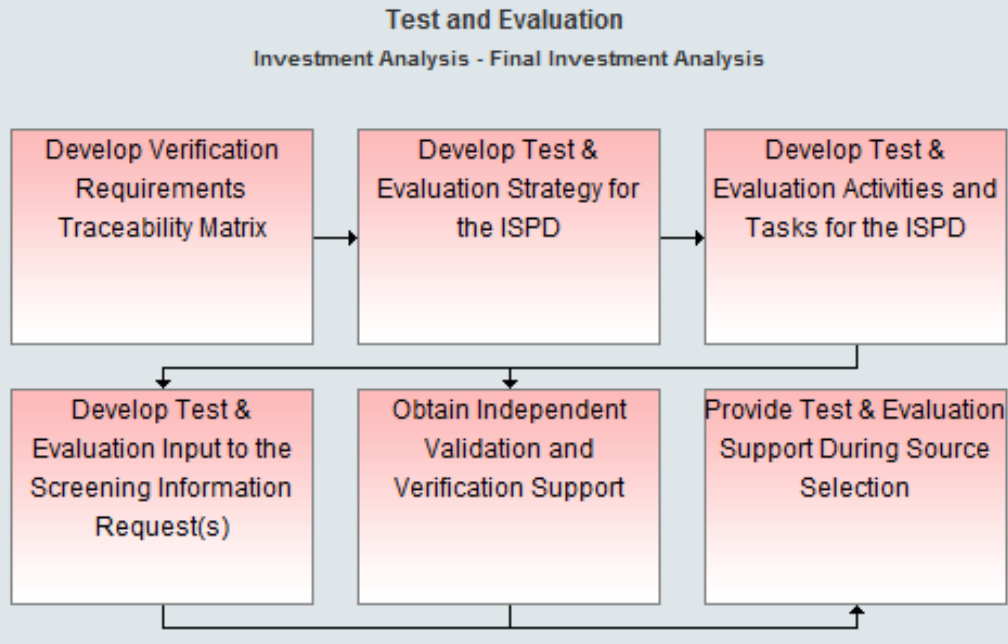 Test and Evaluation
Investment Analysis - Final Investment Analysis
Develop Verification
Requirements
Traceability Matrix
Develop Test &
Evaluation Strategy for
the ISPD
Develop Test &
Evaluation Activities and
Tasks for the ISPD
Develop Test &
Evaluation Input to the
Screening Information
Request(s)
Obtain Independent
Validation and
Verification Support
Provide Test & Evaluation
Support During Source
Selection